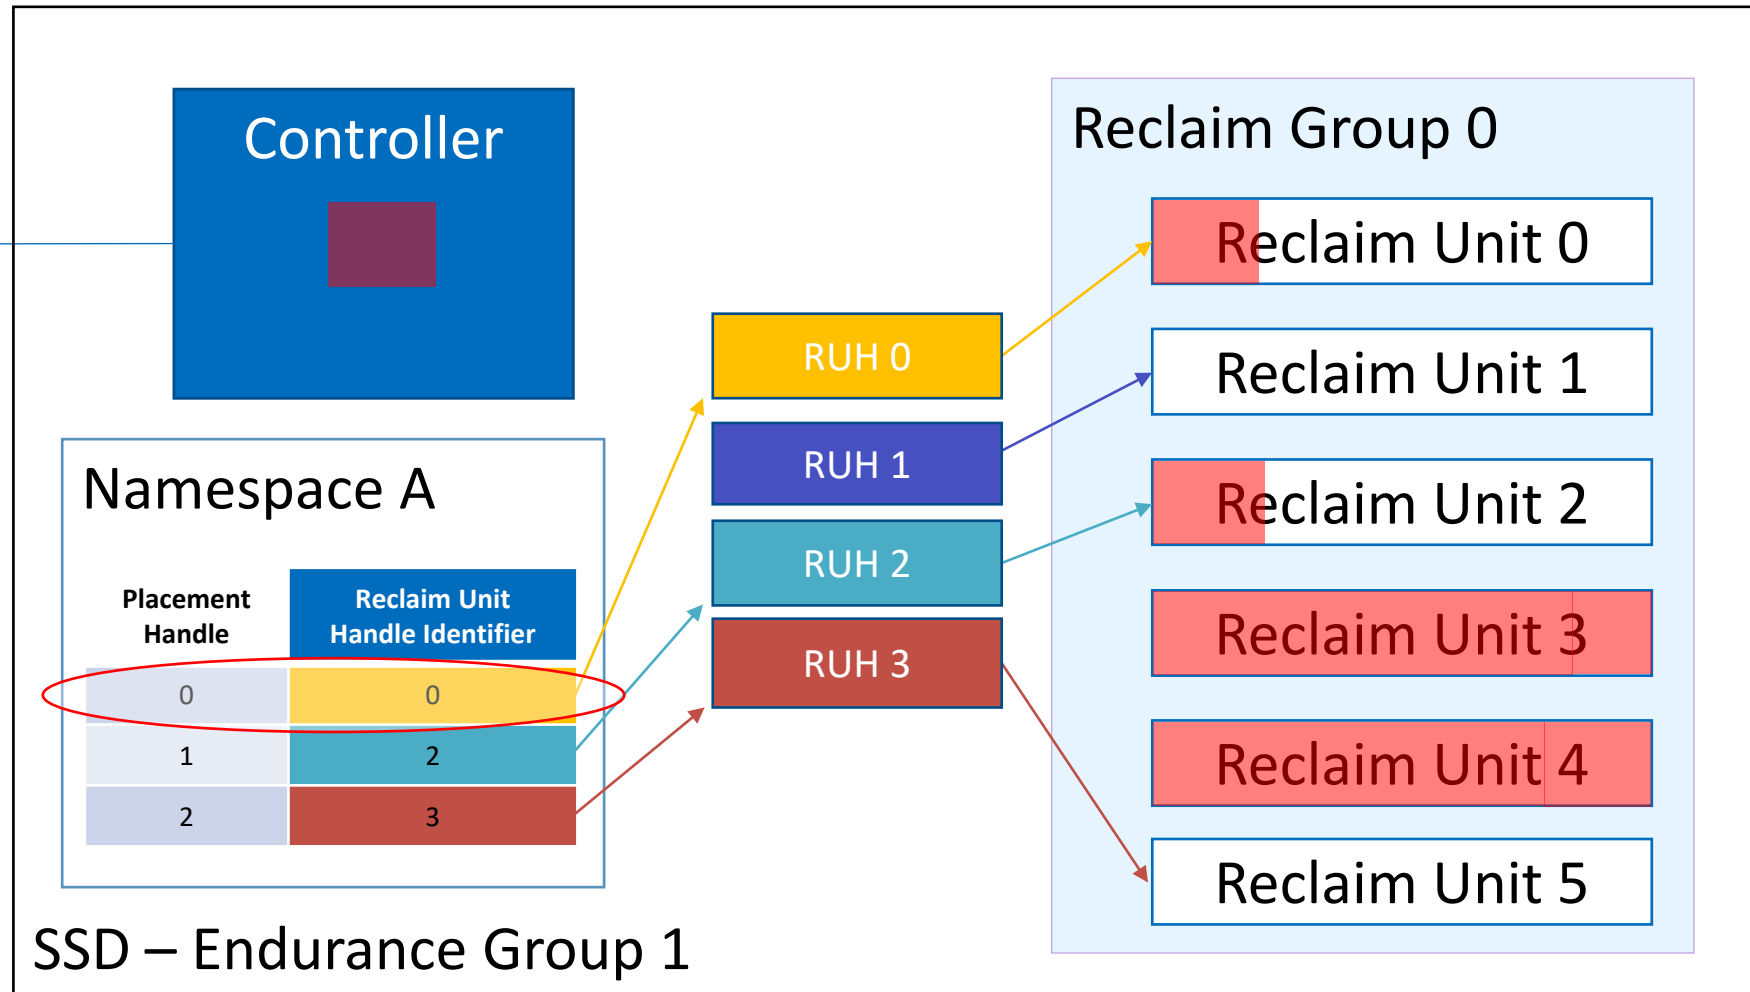 Controller
Reclaim Group 0
Reclaim Unit 0
RUH 0
Reclaim Unit 1
RUH 1
Namespace A
Reclaim Unit 2
RUH 2
Placement
Handle
Reclaim Unit
Handle Identifier
Reclaim Unit 3
RUH 3
0 0
1 2
Reclaim Unit 4
2 3
Reclaim Unit 5
SSD – Endurance Group 1